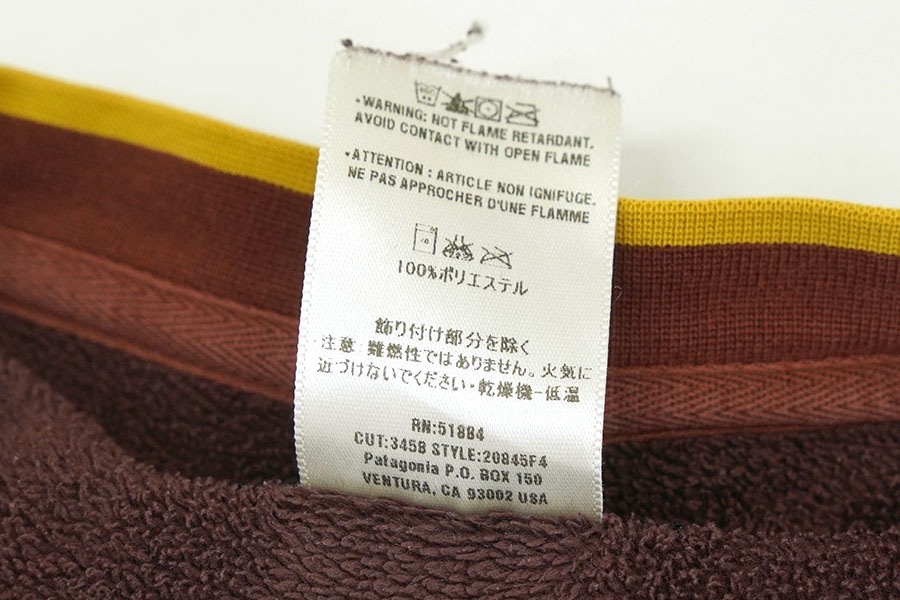 •WARNING: NOT FLAME RETARDANT.
AVOID CONTACT WITH OPEN FLAME
•ATTENTION : ARTICLE NON IGNIFUGE.
NE PAS APPROCHER D'UNE FLAMME
100%ポリエステル
飾り付け部分を除く
・注意 難燃性ではありません。火気に
近づけないでください・乾燥機-低温
RN:51884
CUT:345B STYLE:20845F4
Patagonia P.O. BOX 150
VENTURA, CA 93002 USA